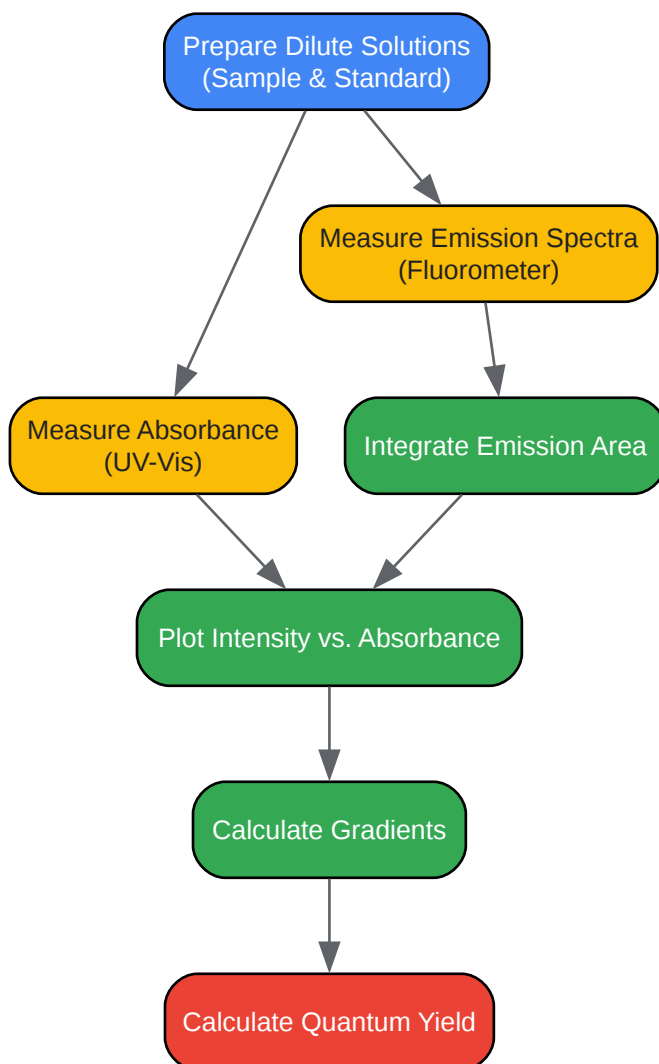 Prepare Dilute Solutions
(Sample & Standard)
Measure Emission Spectra
(Fluorometer)
Measure Absorbance
(UV-Vis)
Integrate Emission Area
Plot Intensity vs. Absorbance
Calculate Gradients
Calculate Quantum Yield